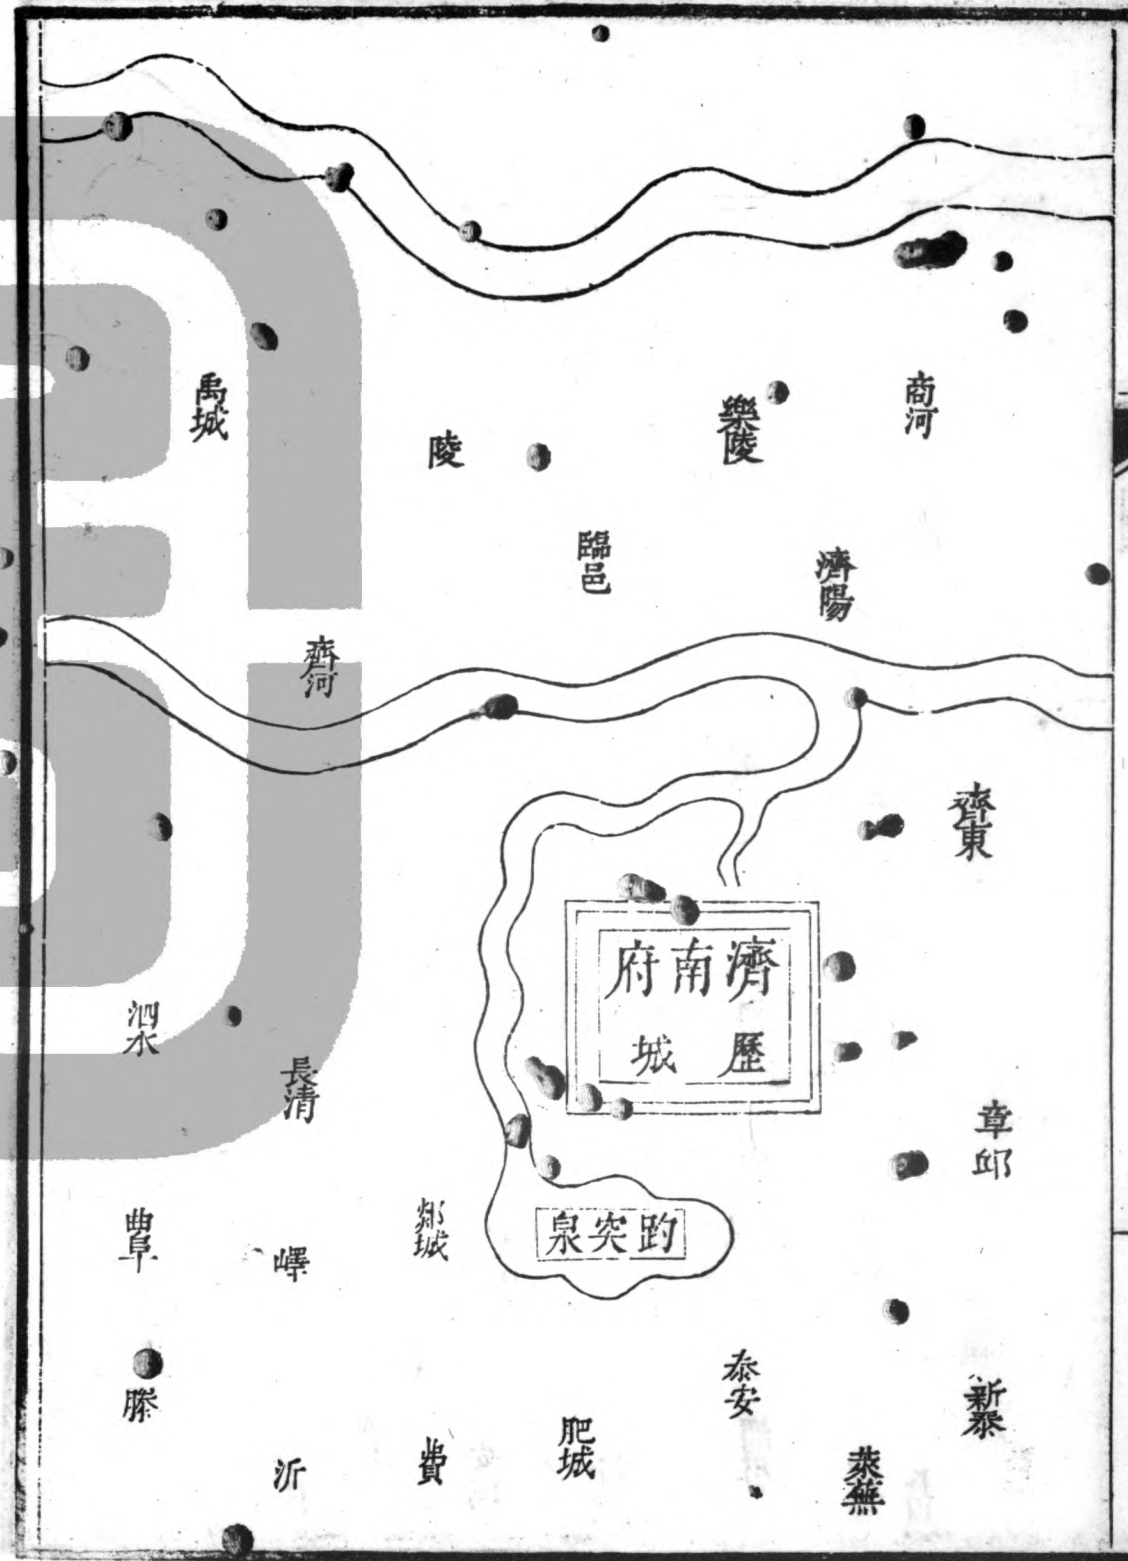 商河
樂陵
陵
禹城
濟陽
臨邑
齊河
齊東
濟南府
歷城
章邱
趵突泉
長清
泗水
鄒城
嶧
曲阜
新泰
泰安
萊蕪
肥城
費
沂
滕